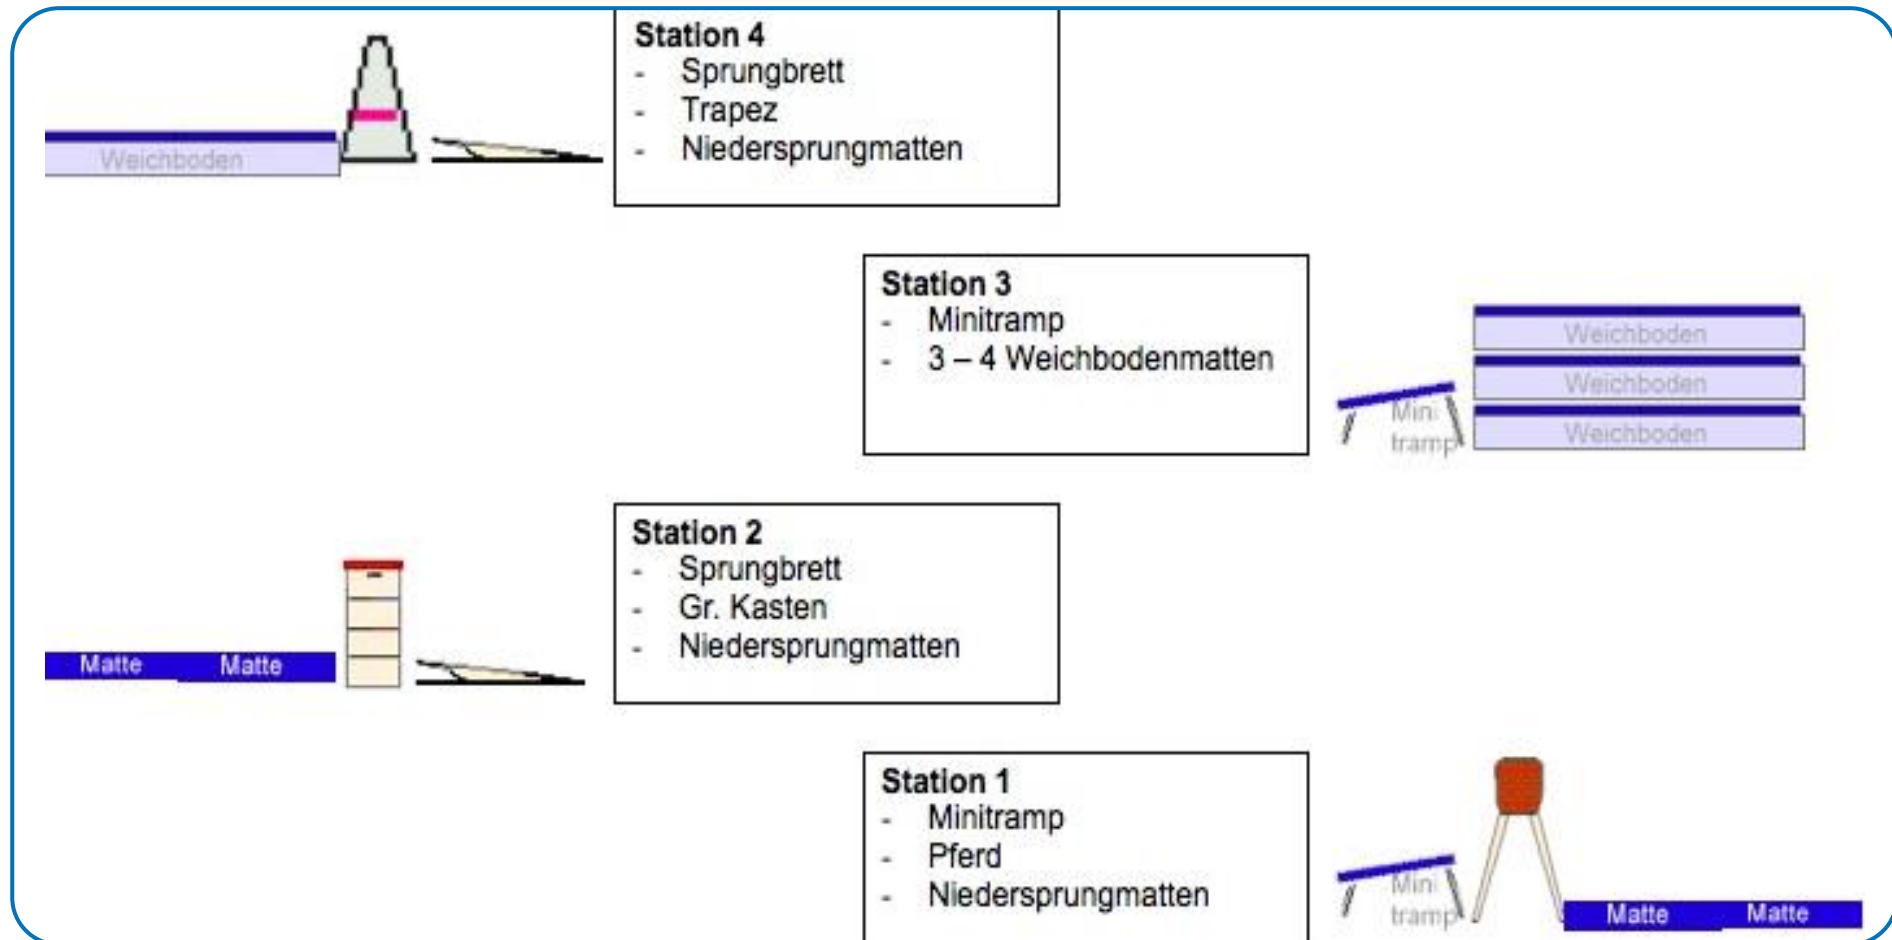 Station 4
- Sprungbrett
- Trapez
- Niedersprungmatten
Weichboden
Station 3
- Minitramp
- 3 – 4 Weichbodenmatten
Weichboden
Weichboden
Weichboden
Mini
tramp
Station 2
- Sprungbrett
- Gr. Kasten
- Niedersprungmatten
Matte Matte
Station 1
- Minitramp
- Pferd
- Niedersprungmatten
Mini
tramp
Matte Matte